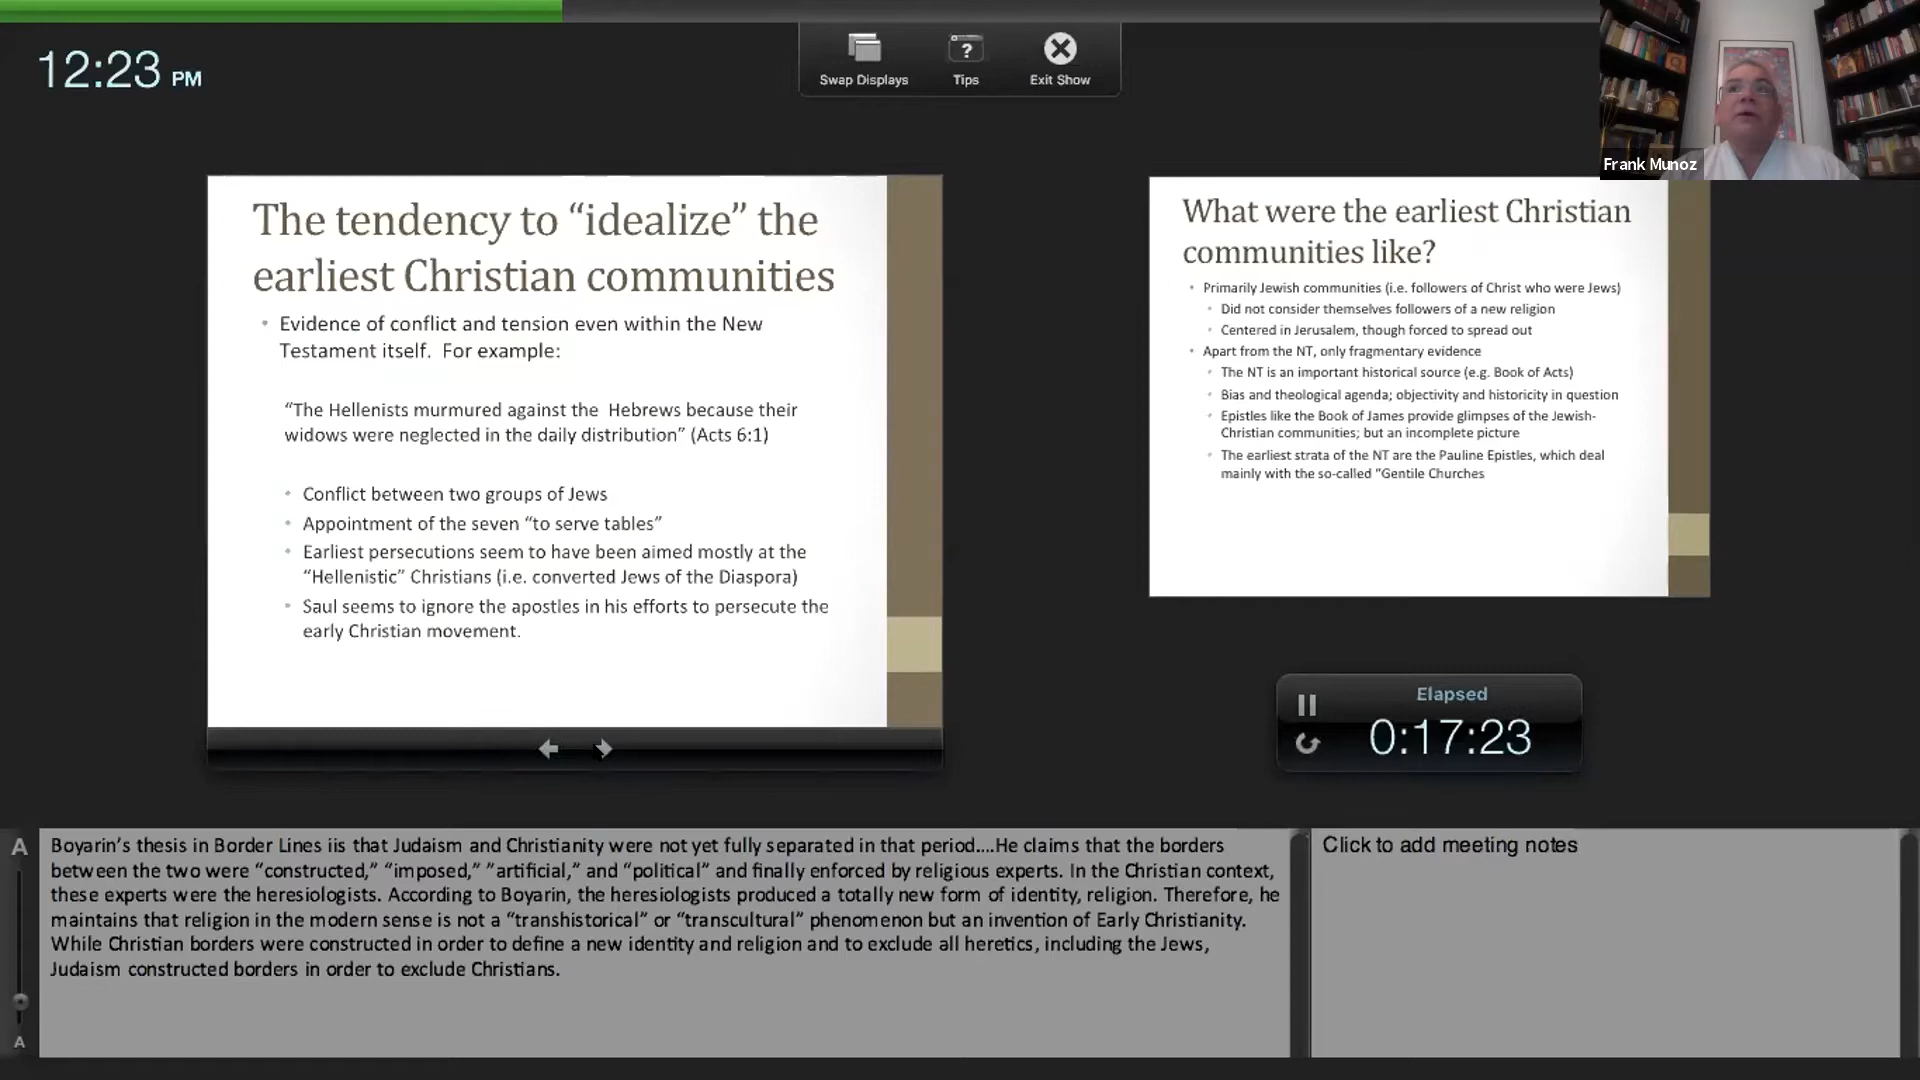 12:23 PM
Swap Displays
Tips
Exit Show
Frank Munoz
The tendency to “idealize” the
earliest Christian communities
• Evidence of conflict and tension even within the New
Testament itself. For example:
“The Hellenists murmured against the Hebrews because their
widows were neglected in the daily distribution” (Acts 6:1)
• Conflict between two groups of Jews
• Appointment of the seven “to serve tables”
• Earliest persecutions seem to have been aimed mostly at the
“Hellenistic” Christians (i.e. converted Jews of the Diaspora)
• Saul seems to ignore the apostles in his efforts to persecute the
early Christian movement.
What were the earliest Christian
communities like?
• Primarily Jewish communities (i.e. followers of Christ who were Jews)
• Did not consider themselves followers of a new religion
• Centered in Jerusalem, though forced to spread out
• Apart from the NT, only fragmentary evidence
• The NT is an important historical source (e.g. Book of Acts)
• Bias and theological agenda; objectivity and historicity in question
• Epistles like the Book of James provide glimpses of the Jewish-
Christian communities; but an incomplete picture
• The earliest strata of the NT are the Pauline Epistles, which deal
mainly with the so-called “Gentile Churches
Elapsed
0:17:23
A
A
Boyarin’s thesis in Border Lines iis that Judaism and Christianity were not yet fully separated in that period....He claims that the borders
between the two were “constructed,” “imposed,” ”artificial,” and “political” and finally enforced by religious experts. In the Christian context,
these experts were the heresiologists. According to Boyarin, the heresiologists produced a totally new form of identity, religion. Therefore, he
maintains that religion in the modern sense is not a “transhistorical” or “transcultural” phenomenon but an invention of Early Christianity.
While Christian borders were constructed in order to define a new identity and religion and to exclude all heretics, including the Jews,
Judaism constructed borders in order to exclude Christians.
Click to add meeting notes